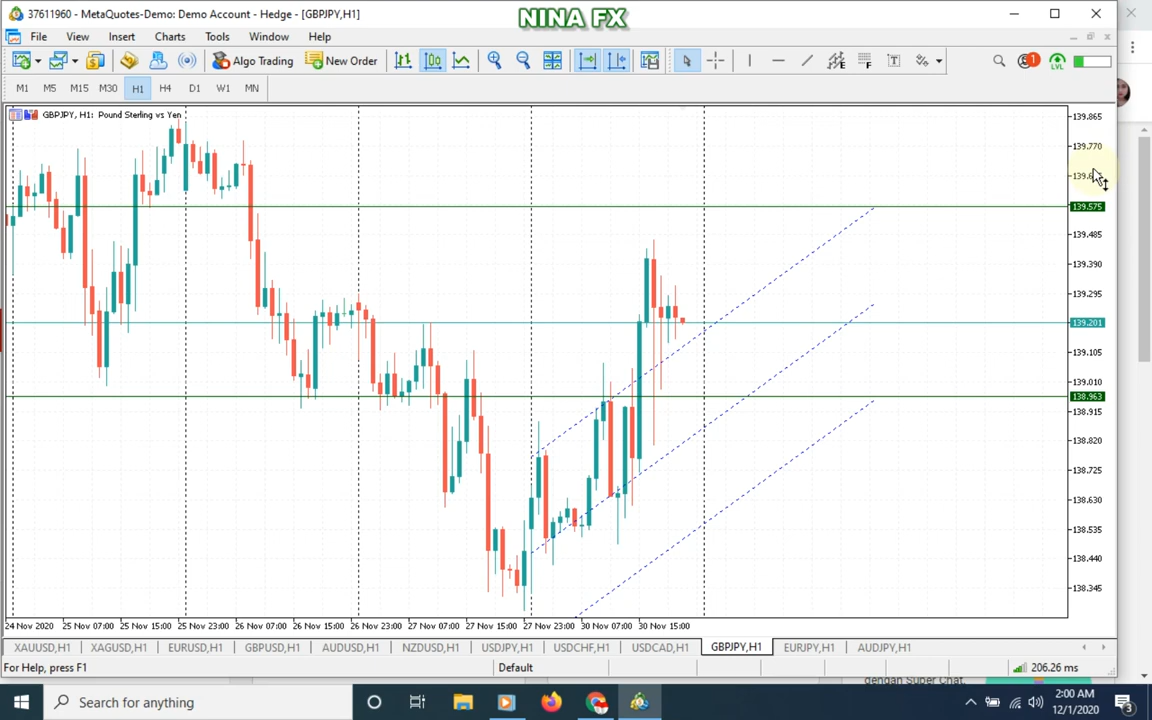 37611960 - MetaQuotes-Demo: Demo Account - Hedge - [GBPJPY,H1]
NINA FX
File View Insert Charts Tools Window Help
Algo Trading New Order
E F T 1 LVL
M1 M5 M15 M30 H1 H4 D1 W1 MN
GBPJPY, H1: Pound Sterling vs Yen
139.865
139.770
139.575
139.485
139.390
139.295
139.201
139.105
139.010
138.963
138.915
138.820
138.725
138.630
138.535
138.440
138.345
24 Nov 2020 25 Nov 07:00 25 Nov 15:00 25 Nov 23:00 26 Nov 07:00 26 Nov 15:00 26 Nov 23:00 27 Nov 07:00 27 Nov 15:00 27 Nov 23:00 30 Nov 07:00 30 Nov 15:00
XAUUSD,H1 XAGUSD,H1 EURUSD,H1 GBPUSD,H1 AUDUSD,H1 NZDUSD,H1 USDJPY,H1 USDCHF,H1 USDCAD,H1 GBPJPY,H1 EURJPY,H1 AUDJPY,H1
For Help, press F1 Default 206.26 ms
dengan Super Chat.
Search for anything
2:00 AM
12/1/2020
3